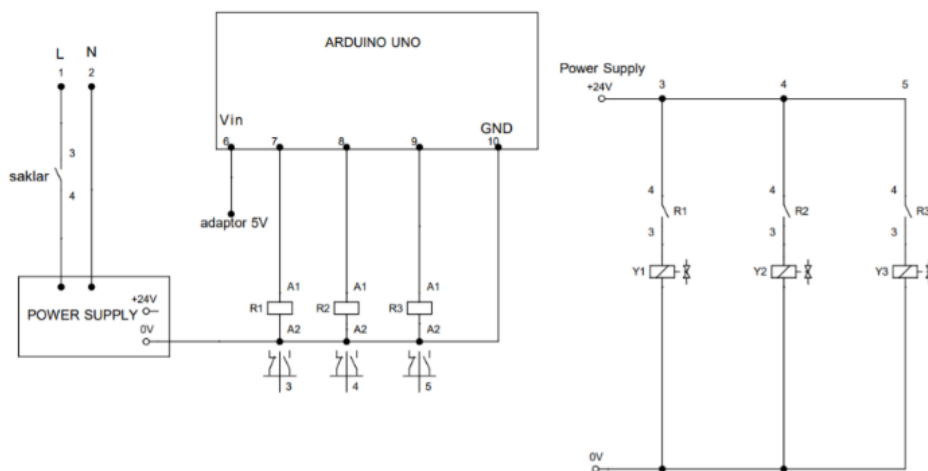 L N
1 2
3
saklar
4
+24V
POWER SUPPLY
0V
ARDUINO UNO
Vin GND
6 7 8 9 10
adaptor 5V
A1 A1 A1
R1 R2 R3
A2 A2 A2
3 4 5
Power Supply
+24V
3 4 5
4 4 4
R1 R2 R3
3 3 3
Y1 Y2 Y3
0V